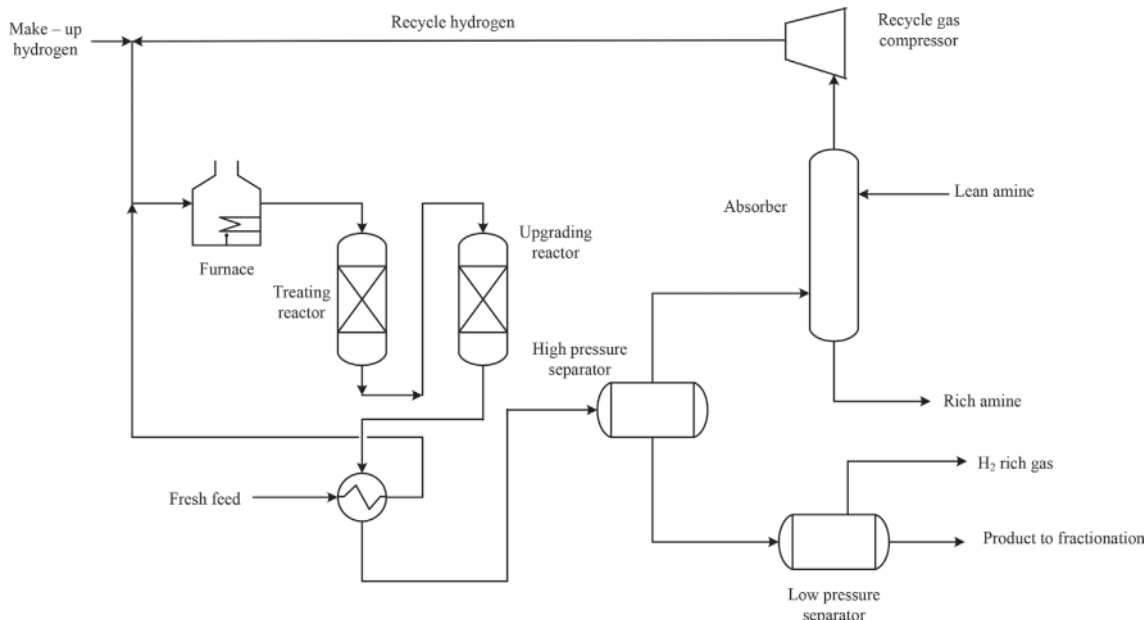 Make – up
hydrogen
Recycle hydrogen
Recycle gas
compressor
Lean amine
Absorber
Furnace
Treating
reactor
Upgrading
reactor
High pressure
separator
Rich amine
H₂ rich gas
Fresh feed
Product to fractionation
Low pressure
separator